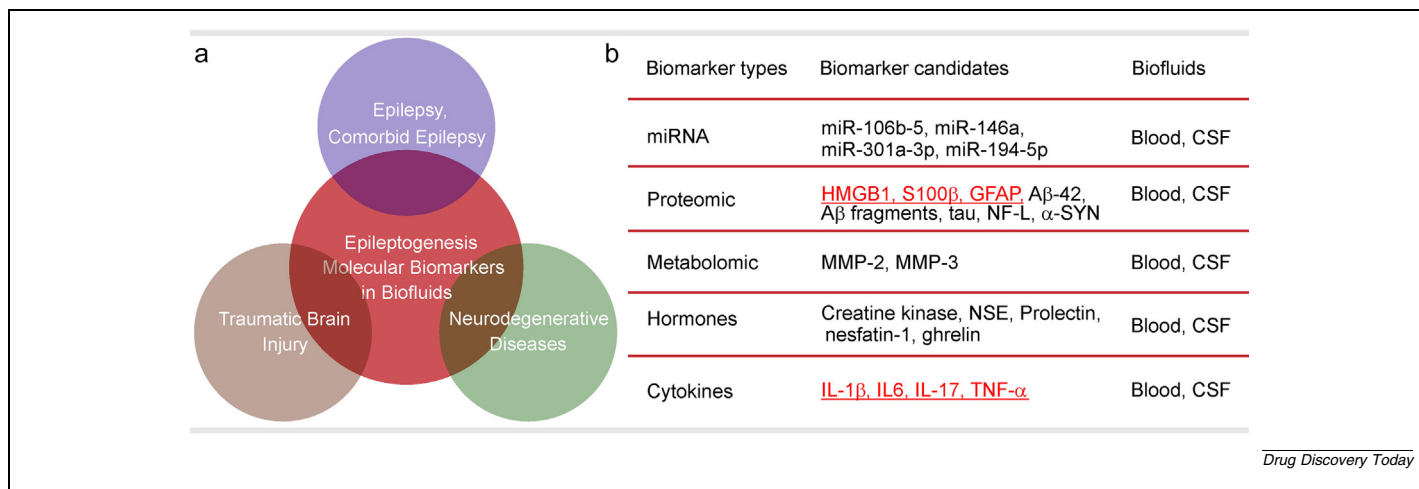 a
Epilepsy,
Comorbid Epilepsy
Epileptogenesis
Molecular Biomarkers
in Biofluids
Traumatic Brain
Injury
Neurodegenerative
Diseases
b
Biomarker types Biomarker candidates Biofluids
miRNA miR-106b-5, miR-146a, Blood, CSF
miR-301a-3p, miR-194-5p
Proteomic HMGB1, S100β, GFAP, Aβ-42, Blood, CSF
Aβ fragments, tau, NF-L, α-SYN
Metabolomic MMP-2, MMP-3 Blood, CSF
Hormones Creatine kinase, NSE, Prolectin, Blood, CSF
nesfatin-1, ghrelin
Cytokines IL-1β, IL6, IL-17, TNF-α Blood, CSF
Drug Discovery Today